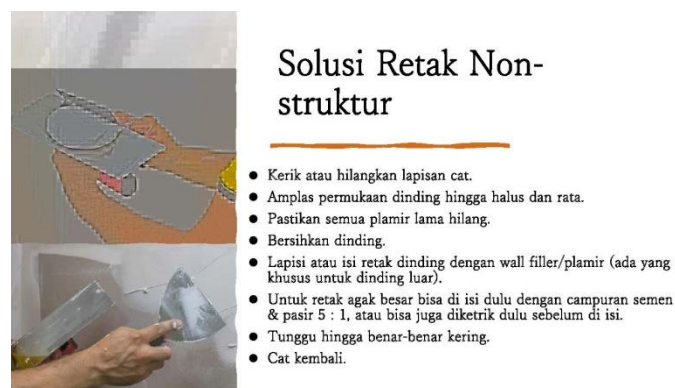 Solusi Retak Non-
struktur
● Kerik atau hilangkan lapisan cat.
● Amplas permukaan dinding hingga halus dan rata.
● Pastikan semua plamir lama hilang.
● Bersihkan dinding.
● Lapisi atau isi retak dinding dengan wall filler/plamir (ada yang
khusus untuk dinding luar).
● Untuk retak agak besar bisa di isi dulu dengan campuran semen
& pasir 5 : 1, atau bisa juga diketrik dulu sebelum di isi.
● Tunggu hingga benar-benar kering.
● Cat kembali.